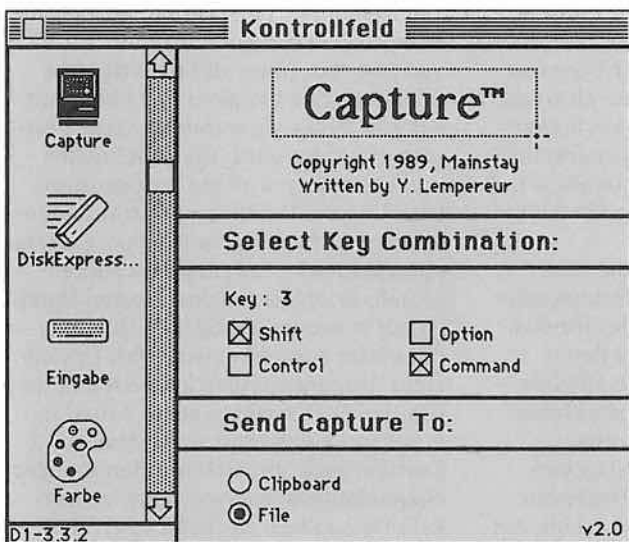 Kontrollfeld
Capture
DiskExpress...
Eingabe
Farbe
D1-3.3.2
Capture™
Copyright 1989, Mainstay
Written by Y. Lempereur
Select Key Combination:
Key: 3
Shift
Option
Control
Command
Send Capture To:
Clipboard
File
v2.0